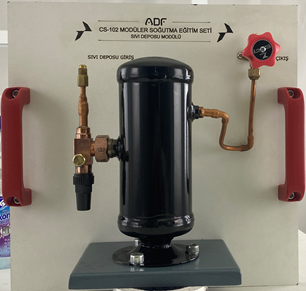 ADF
CS-102 MODÜLER SOĞUTMA EĞİTİM SETİ
SIVI DEPOSU MODÜLÜ
SIVI DEPOSU GİRİŞ
ÇIKIŞ